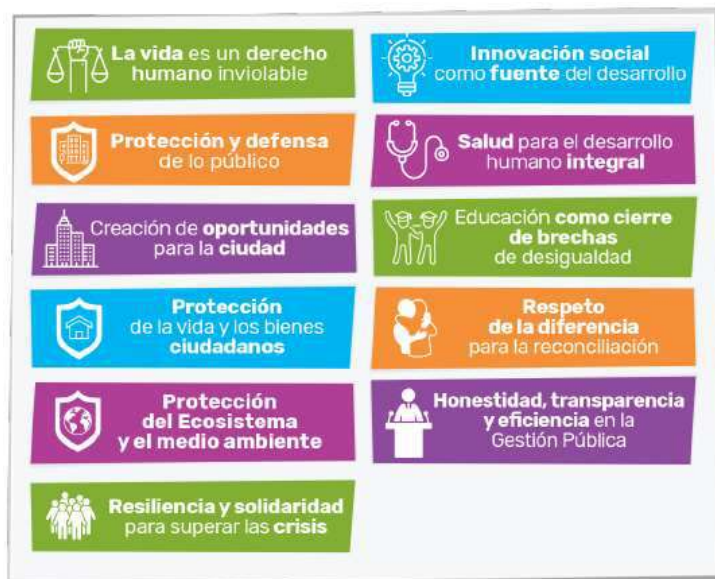 La vida es un derecho
humano inviolable
Protección y defensa
de lo público
Creación de oportunidades
para la ciudad
Protección
de la vida y los bienes
ciudadanos
Protección
del Ecosistema
y el medio ambiente
Resiliencia y solidaridad
para superar las crisis
Innovación social
como fuente del desarrollo
Salud para el desarrollo
humano integral
Educación como cierre
de brechas
de desigualdad
Respeto
de la diferencia
para la reconciliación
Honestidad, transparencia
y eficiencia en la
Gestión Pública